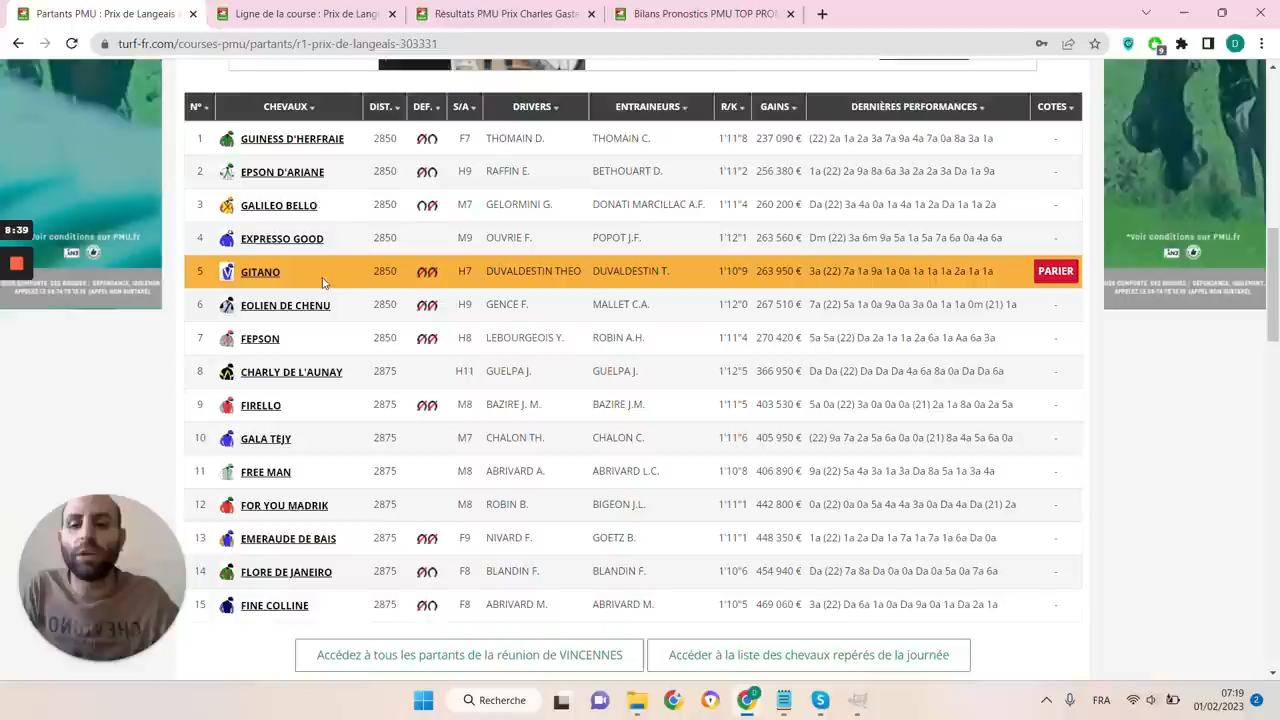 Partants PMU : Prix de Langeais
Ligne de la course : Prix de Lang
Résultats PMU Prix Charles Gaste
Bilans Pronostics PMU TOP PRO
turf-fr.com/courses-pmu/partants/r1-prix-de-langeais-303331
9
D
N° CHEVAUX DIST. DEF. S/A DRIVERS ENTRAINEURS R/K GAINS DERNIÈRES PERFORMANCES COTES
1 GUINESS D'HERFRAIE 2850 F7 THOMAIN D. THOMAIN C. 1'11"8 237 090 € (22) 2a 1a 2a 3a 7a 9a 4a 7a 0a 8a 3a 1a -
2 EPSON D'ARIANE 2850 H9 RAFFIN E. BETHOUART D. 1'11"2 256 380 € 1a (22) 2a 9a 8a 6a 3a 2a 2a 3a Da 1a 9a -
3 GALILEO BELLO 2850 M7 GELORMINI G. DONATI MARCILLAC A.F. 1'11"4 260 200 € Da (22) 3a 4a 0a 1a 4a 1a 2a Da 1a 1a 2a -
4 EXPRESSO GOOD 2850 M9 OUVRIE F. POPOT J.F. 1'12"1 263 560 € Dm (22) 3a 6m 9a 5a 1a 5a 7a 6a 0a 4a 6a -
5 GITANO 2850 H7 DUVALDESTIN THEO DUVALDESTIN T. 1'10"9 263 950 € 3a (22) 7a 1a 9a 1a 0a 1a 1a 1a 2a 1a 1a PARIER
6 EOLIEN DE CHENU 2850 GENCE F. MALLET C.A. 1'12"0 267 510 € 7a (22) 5a 1a 0a 9a 0a 3a 0a 1a 1a 0m (21) 1a -
7 FEPSON 2850 H8 LEBOURGEOIS Y. ROBIN A.H. 1'11"4 270 420 € 5a 5a (22) Da 2a 1a 1a 2a 6a 1a Aa 6a 3a -
8 CHARLY DE L'AUNAY 2875 H11 GUELPA J. GUELPA J. 1'12"5 366 950 € Da Da (22) Da Da Da 4a 6a 8a 0a Da Da 6a -
9 FIRELLO 2875 M8 BAZIRE J. M. BAZIRE J.M. 1'11"5 403 530 € 5a 0a (22) 3a 0a 0a 0a (21) 2a 1a 8a 0a 2a 5a -
10 GALA TEJY 2875 M7 CHALON TH. CHALON C. 1'11"6 405 950 € (22) 9a 7a 2a 5a 6a 0a 0a (21) 8a 4a 5a 6a 0a -
11 FREE MAN 2875 M8 ABRIVARD A. ABRIVARD L.C. 1'10"8 406 890 € 9a (22) 5a 4a 3a 1a 3a Da 8a 5a 1a 3a 4a -
12 FOR YOU MADRIK 2875 M8 ROBIN B. BIGEON J.L. 1'11"1 442 800 € 0a (22) 0a 0a 5a 4a 4a 3a 0a Da 4a Da (21) 2a -
13 EMERAUDE DE BAIS 2875 F9 NIVARD F. GOETZ B. 1'11"1 448 350 € 1a (22) 1a 2a Da 1a 7a 1a 7a 1a 6a Da 0a -
14 FLORE DE JANEIRO 2875 F8 BLANDIN F. BLANDIN F. 1'10"6 454 940 € Da (22) 7a 8a Da 0a 0a Da 0a 5a 0a 7a 6a -
15 FINE COLLINE 2875 F8 ABRIVARD M. ABRIVARD M. 1'10"5 469 060 € 3a (22) Da 6a 1a 0a Da 9a 0a 1a Da 2a 1a -
Accédez à tous les partants de la réunion de VINCENNES
Accéder à la liste des chevaux repérés de la journée
8:39
voir conditions sur PMU.fr
*Voir conditions sur PMU.fr
Recherche
FRA
07:19
01/02/2023
2